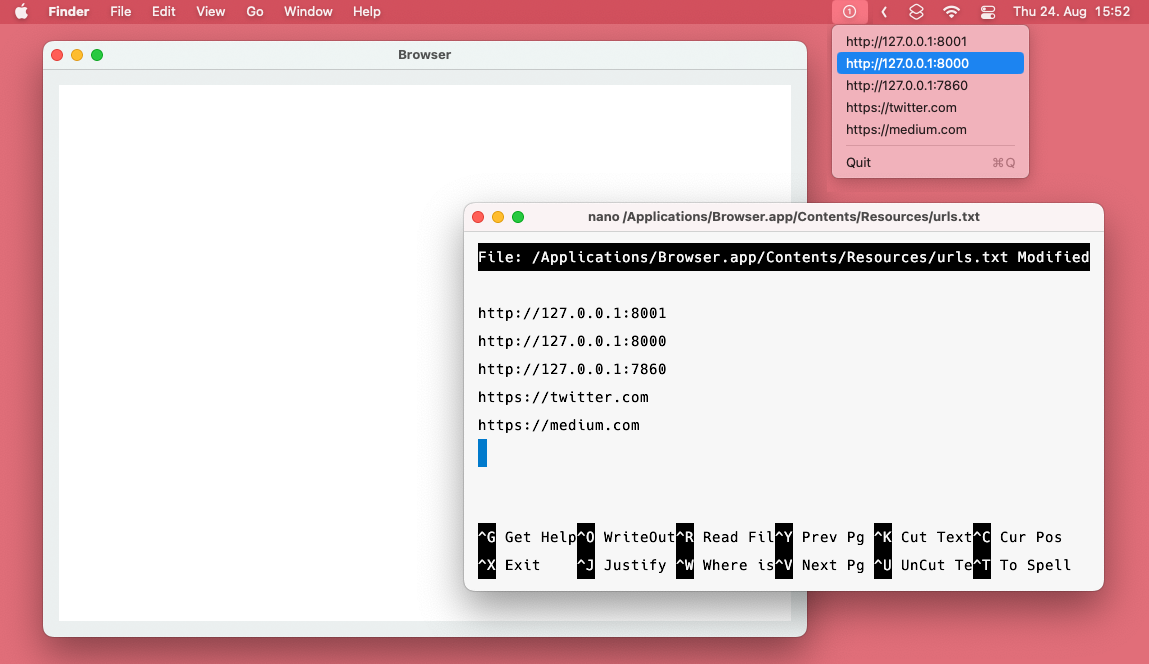 Finder File Edit View Go Window Help Thu 24. Aug 15:52
http://127.0.0.1:8001
http://127.0.0.1:8000
http://127.0.0.1:7860
https://twitter.com
https://medium.com
Quit ⌘Q
Browser
nano /Applications/Browser.app/Contents/Resources/urls.txt
File: /Applications/Browser.app/Contents/Resources/urls.txt Modified
http://127.0.0.1:8001
http://127.0.0.1:8000
http://127.0.0.1:7860
https://twitter.com
https://medium.com
^G Get Help^O WriteOut^R Read Fil^Y Prev Pg ^K Cut Text^C Cur Pos
^X Exit ^J Justify ^W Where is^V Next Pg ^U UnCut Te^T To Spell